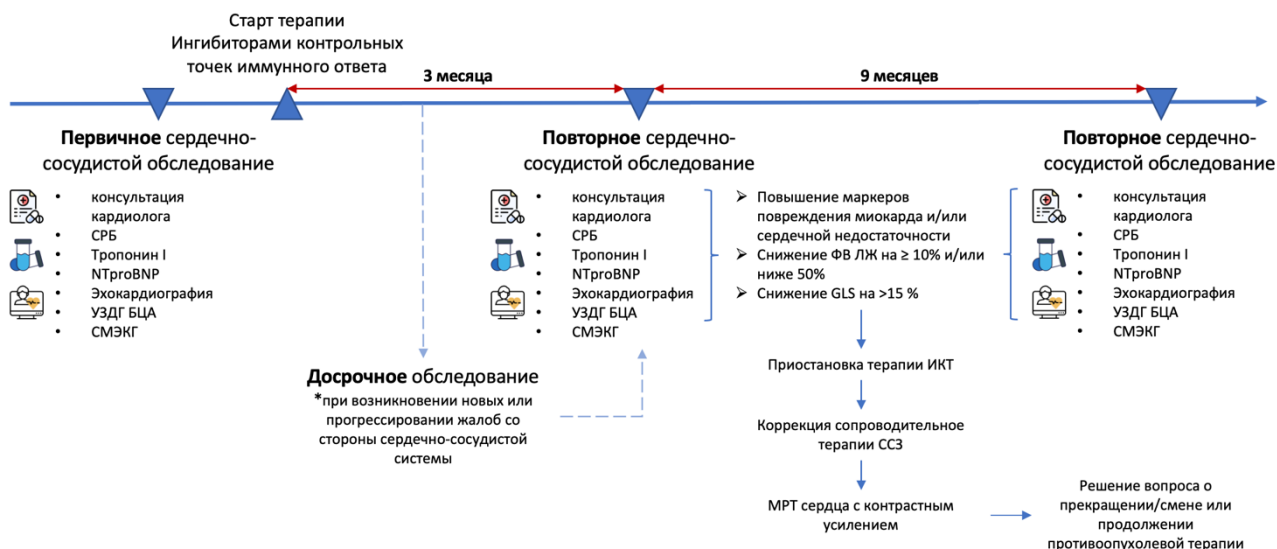 Старт терапии
Ингибиторами контрольных
точек иммунного ответа
3 месяца
9 месяцев
Первичное сердечно-
сосудистой обследование
• консультация
кардиолога
• СРБ
• Тропонин I
• NTproBNP
• Эхокардиография
• УЗДГ БЦА
• СМЭКГ
Досрочное обследование
*при возникновении новых или
прогрессировании жалоб со
стороны сердечно-сосудистой
системы
Повторное сердечно-
сосудистой обследование
• консультация
кардиолога
• СРБ
• Тропонин I
• NTproBNP
• Эхокардиография
• УЗДГ БЦА
• СМЭКГ
➢ Повышение маркеров
повреждения миокарда и/или
сердечной недостаточности
➢ Снижение ФВ ЛЖ на ≥ 10% и/или
ниже 50%
➢ Снижение GLS на >15 %
Приостановка терапии ИКТ
Коррекция сопроводительное
терапии ССЗ
МРТ сердца с контрастным
усилением
Решение вопроса о
прекращении/смене или
продолжении
противоопухолевой терапии
Повторное сердечно-
сосудистой обследование
• консультация
кардиолога
• СРБ
• Тропонин I
• NTproBNP
• Эхокардиография
• УЗДГ БЦА
• СМЭКГ